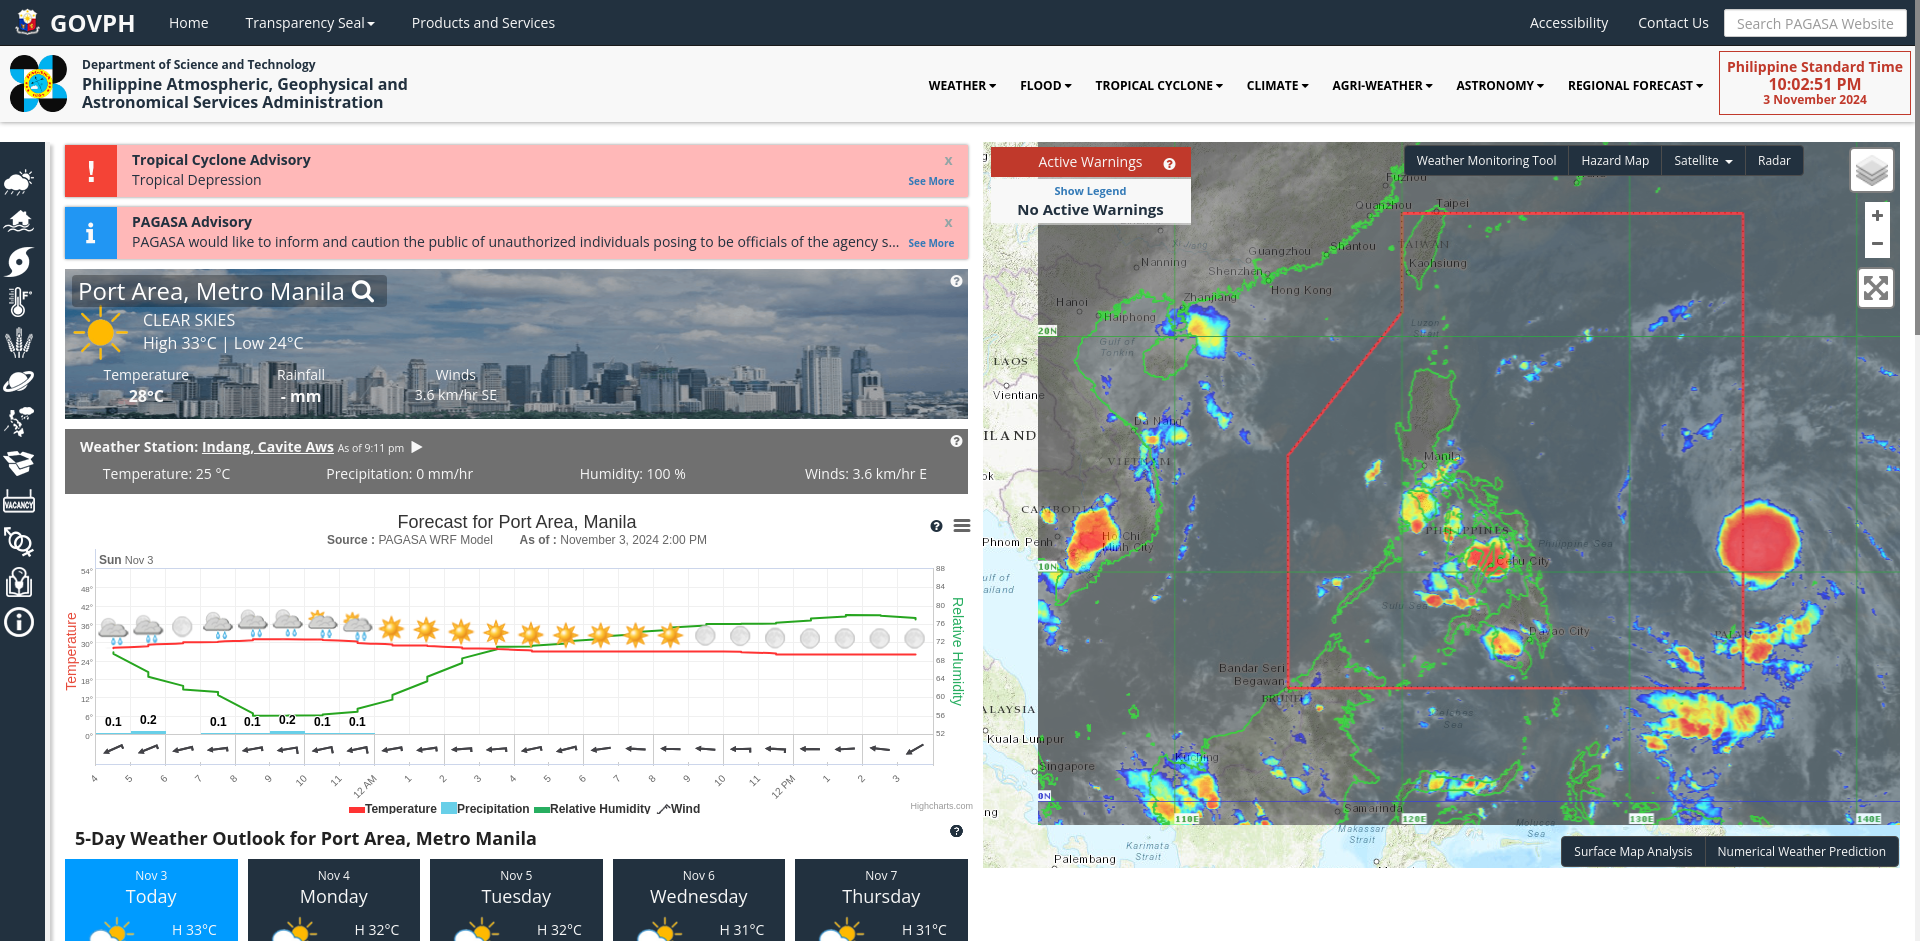 GOVPH
Home
Transparency Seal
Products and Services
Accessibility
Contact Us
Search PAGASA Website
Department of Science and Technology
Philippine Atmospheric, Geophysical and
Astronomical Services Administration
WEATHER
FLOOD
TROPICAL CYCLONE
CLIMATE
AGRI-WEATHER
ASTRONOMY
REGIONAL FORECAST
Philippine Standard Time
10:02:51 PM
3 November 2024
VACANCY
! Tropical Cyclone Advisory x
Tropical Depression See More
PAGASA Advisory x
PAGASA would like to inform and caution the public of unauthorized individuals posing to be officials of the agency s... See More
Port Area, Metro Manila
CLEAR SKIES
High 33°C | Low 24°C
Temperature Rainfall Winds
28°C - mm 3.6 km/hr SE
Weather Station: Indang, Cavite Aws As of 9:11 pm
Temperature: 25 °C Precipitation: 0 mm/hr Humidity: 100 % Winds: 3.6 km/hr E
Forecast for Port Area, Manila
Source : PAGASA WRF Model As of : November 3, 2024 2:00 PM
Sun Nov 3
Temperature
54°
48°
42°
36°
30°
24°
18°
12°
6°
0°
88
84
80
76
72
68
64
60
56
52
Relative Humidity
0.1 0.2 0.1 0.1 0.2 0.1 0.1
4 5 6 7 8 9 10 11 12 AM 1 2 3 4 5 6 7 8 9 10 11 12 PM 1 2 3
Temperature Precipitation Relative Humidity Wind
Highcharts.com
5-Day Weather Outlook for Port Area, Metro Manila
Nov 3 Nov 4 Nov 5 Nov 6 Nov 7
Today Monday Tuesday Wednesday Thursday
H 33°C H 32°C H 32°C H 31°C H 31°C
Active Warnings
Show Legend
No Active Warnings
Weather Monitoring Tool
Hazard Map
Satellite
Radar
+
−
Fuzhou
Quanzhou
Taipei
Shantou
TAIWAN
Guangzhou
Kaohsiung
Nanning
Shenzhen
Hong Kong
Hanoi
Zhanjiang
Haiphong
20N
Luzon
Strait
Gulf of
Tonkin
LAOS
Vientiane
Da Nang
ILAND
VIETNAM
Manila
ok
CAMBODIA
PHILIPPINES
Phnom Penh
Ho Chi
Minh City
Philippine Sea
Cebu City
10N
ulf of
ailand
Sulu Sea
Davao City
PALAU
Bandar Seri
Begawan
BRUNEI
ALAYSIA
Celebes
Sea
Kuala Lumpur
Kuching
Singapore
0N
ng
Samarinda
110E
120E
130E
140E
Makassar
Strait
Molucca
Sea
Karimata
Strait
Palembang
Surface Map Analysis
Numerical Weather Prediction